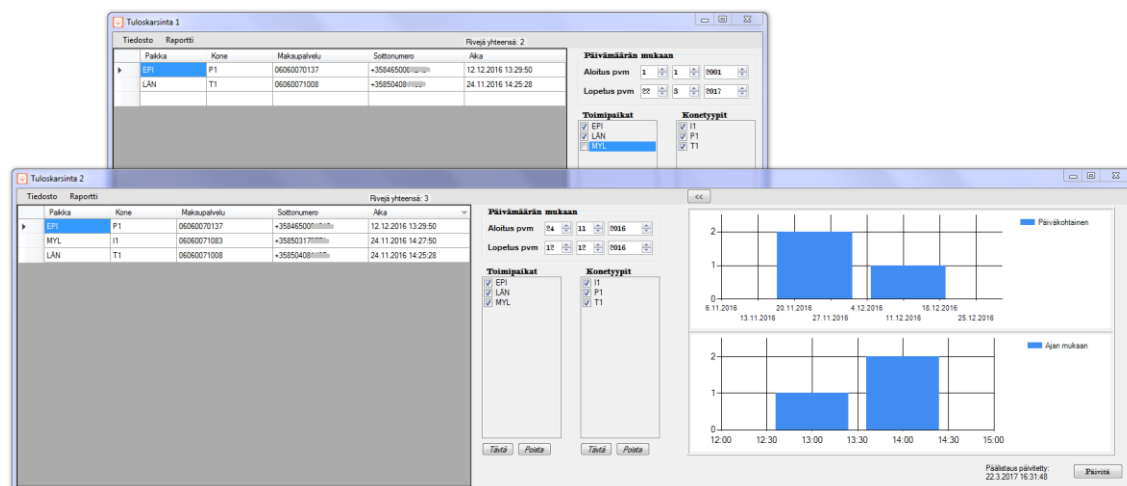 Tuloskarsinta 1
Tiedosto Raportti Rivejä yhteensä: 2
Paikka Kone Maksupalvelu Soittonumero Aika
EPI P1 06060070137 +358465000 12.12.2016 13:29:50
LÄN T1 06060071008 +35850408 24.11.2016 14:25:28
Päivämäärän mukaan
Aloitus pvm 1 1 2001
Lopetus pvm 22 3 2017
Toimipaikat Konetyypit
EPI I1
LÄN P1
MYL T1
Tuloskarsinta 2
Tiedosto Raportti Rivejä yhteensä: 3 <<
Paikka Kone Maksupalvelu Soittonumero Aika
EPI P1 06060070137 +358465000 12.12.2016 13:29:50
MYL I1 06060071083 +35850317 24.11.2016 14:27:50
LÄN T1 06060071008 +35850408 24.11.2016 14:25:28
Päivämäärän mukaan
Aloitus pvm 24 11 2016
Lopetus pvm 12 12 2016
Toimipaikat Konetyypit
EPI I1
LÄN P1
MYL T1
Täytä Poista Täytä Poista
Päiväkohtainen
2
1
0
6.11.2016 20.11.2016 4.12.2016 18.12.2016
13.11.2016 27.11.2016 11.12.2016 25.12.2016
Ajan mukaan
2
1
0
12:00 12:30 13:00 13:30 14:00 14:30 15:00
Päälistaus päivitetty:
22.3.2017 16:31:48
Päivitä